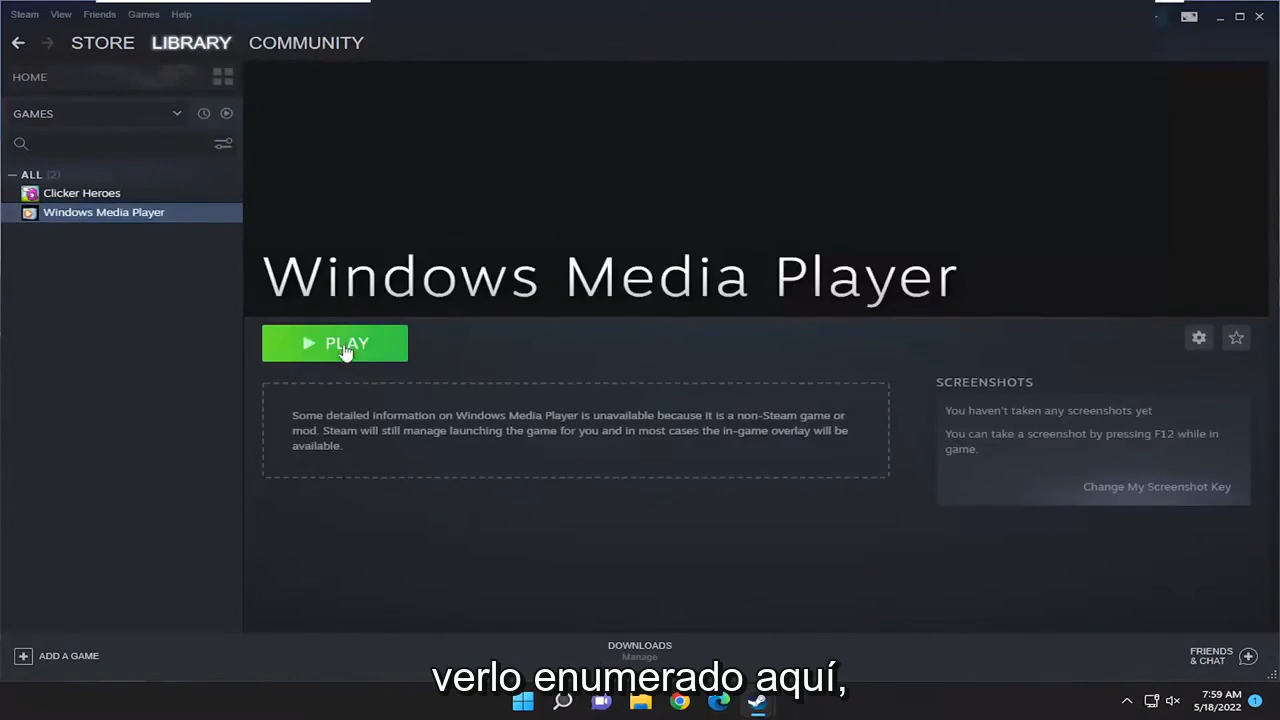 Steam View Friends Games Help
STORE LIBRARY COMMUNITY
HOME
GAMES
ALL (2)
Clicker Heroes
Windows Media Player
Windows Media Player
PLAY
Some detailed information on Windows Media Player is unavailable because it is a non-Steam game or
mod. Steam will still manage launching the game for you and in most cases the in-game overlay will be
available.
SCREENSHOTS
You haven't taken any screenshots yet
You can take a screenshot by pressing F12 while in
game.
Change My Screenshot Key
ADD A GAME
DOWNLOADS
Manage
FRIENDS
& CHAT
verlo enumerado aquí,
7:59 AM
5/18/2022
1